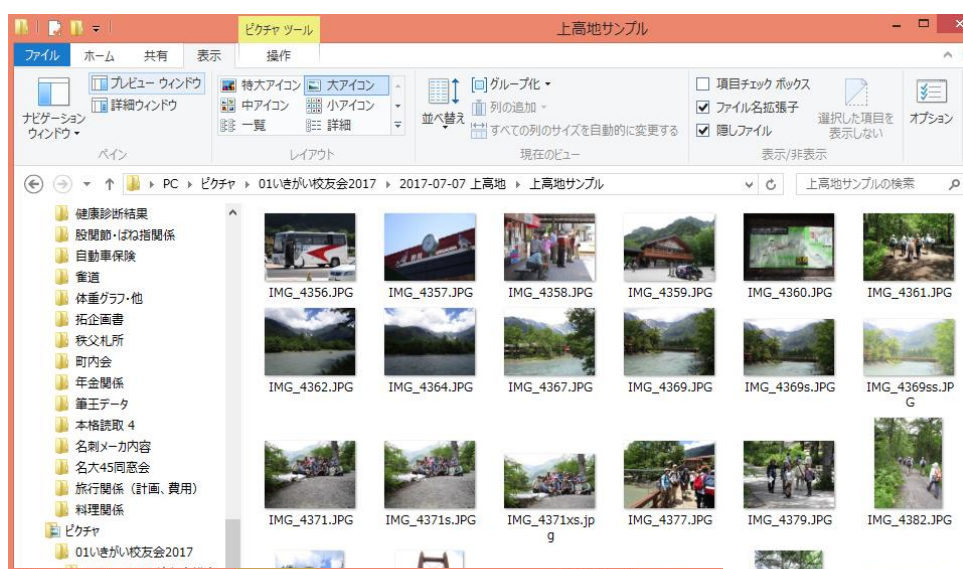 ピクチャ ツール
上高地サンプル
ファイル ホーム 共有 表示 操作
ナビゲーション
ウィンドウ
プレビュー ウィンドウ
詳細ウィンドウ
ペイン
特大アイコン 大アイコン
中アイコン 小アイコン
一覧 詳細
レイアウト
並べ替え
グループ化
列の追加
すべての列のサイズを自動的に変更する
現在のビュー
項目チェック ボックス
ファイル名拡張子
隠しファイル
選択した項目を
表示しない
表示/非表示
オプション
PC ピクチャ 01いきがい校友会2017 2017-07-07 上高地 上高地サンプル
上高地サンプルの検索
健康診断結果
股関節・ばね指関係
自動車保険
雀道
体重グラフ・他
拓企画書
秩父札所
町内会
年金関係
筆王データ
本格読取 4
名刺メーカ内容
名大45同窓会
旅行関係（計画、費用）
料理関係
ピクチャ
01いきがい校友会2017
IMG_4356.JPG IMG_4357.JPG IMG_4358.JPG IMG_4359.JPG IMG_4360.JPG IMG_4361.JPG
IMG_4362.JPG IMG_4364.JPG IMG_4367.JPG IMG_4369.JPG IMG_4369s.JPG IMG_4369ss.JP
G
IMG_4371.JPG IMG_4371s.JPG IMG_4371xs.jp IMG_4377.JPG IMG_4379.JPG IMG_4382.JPG
g